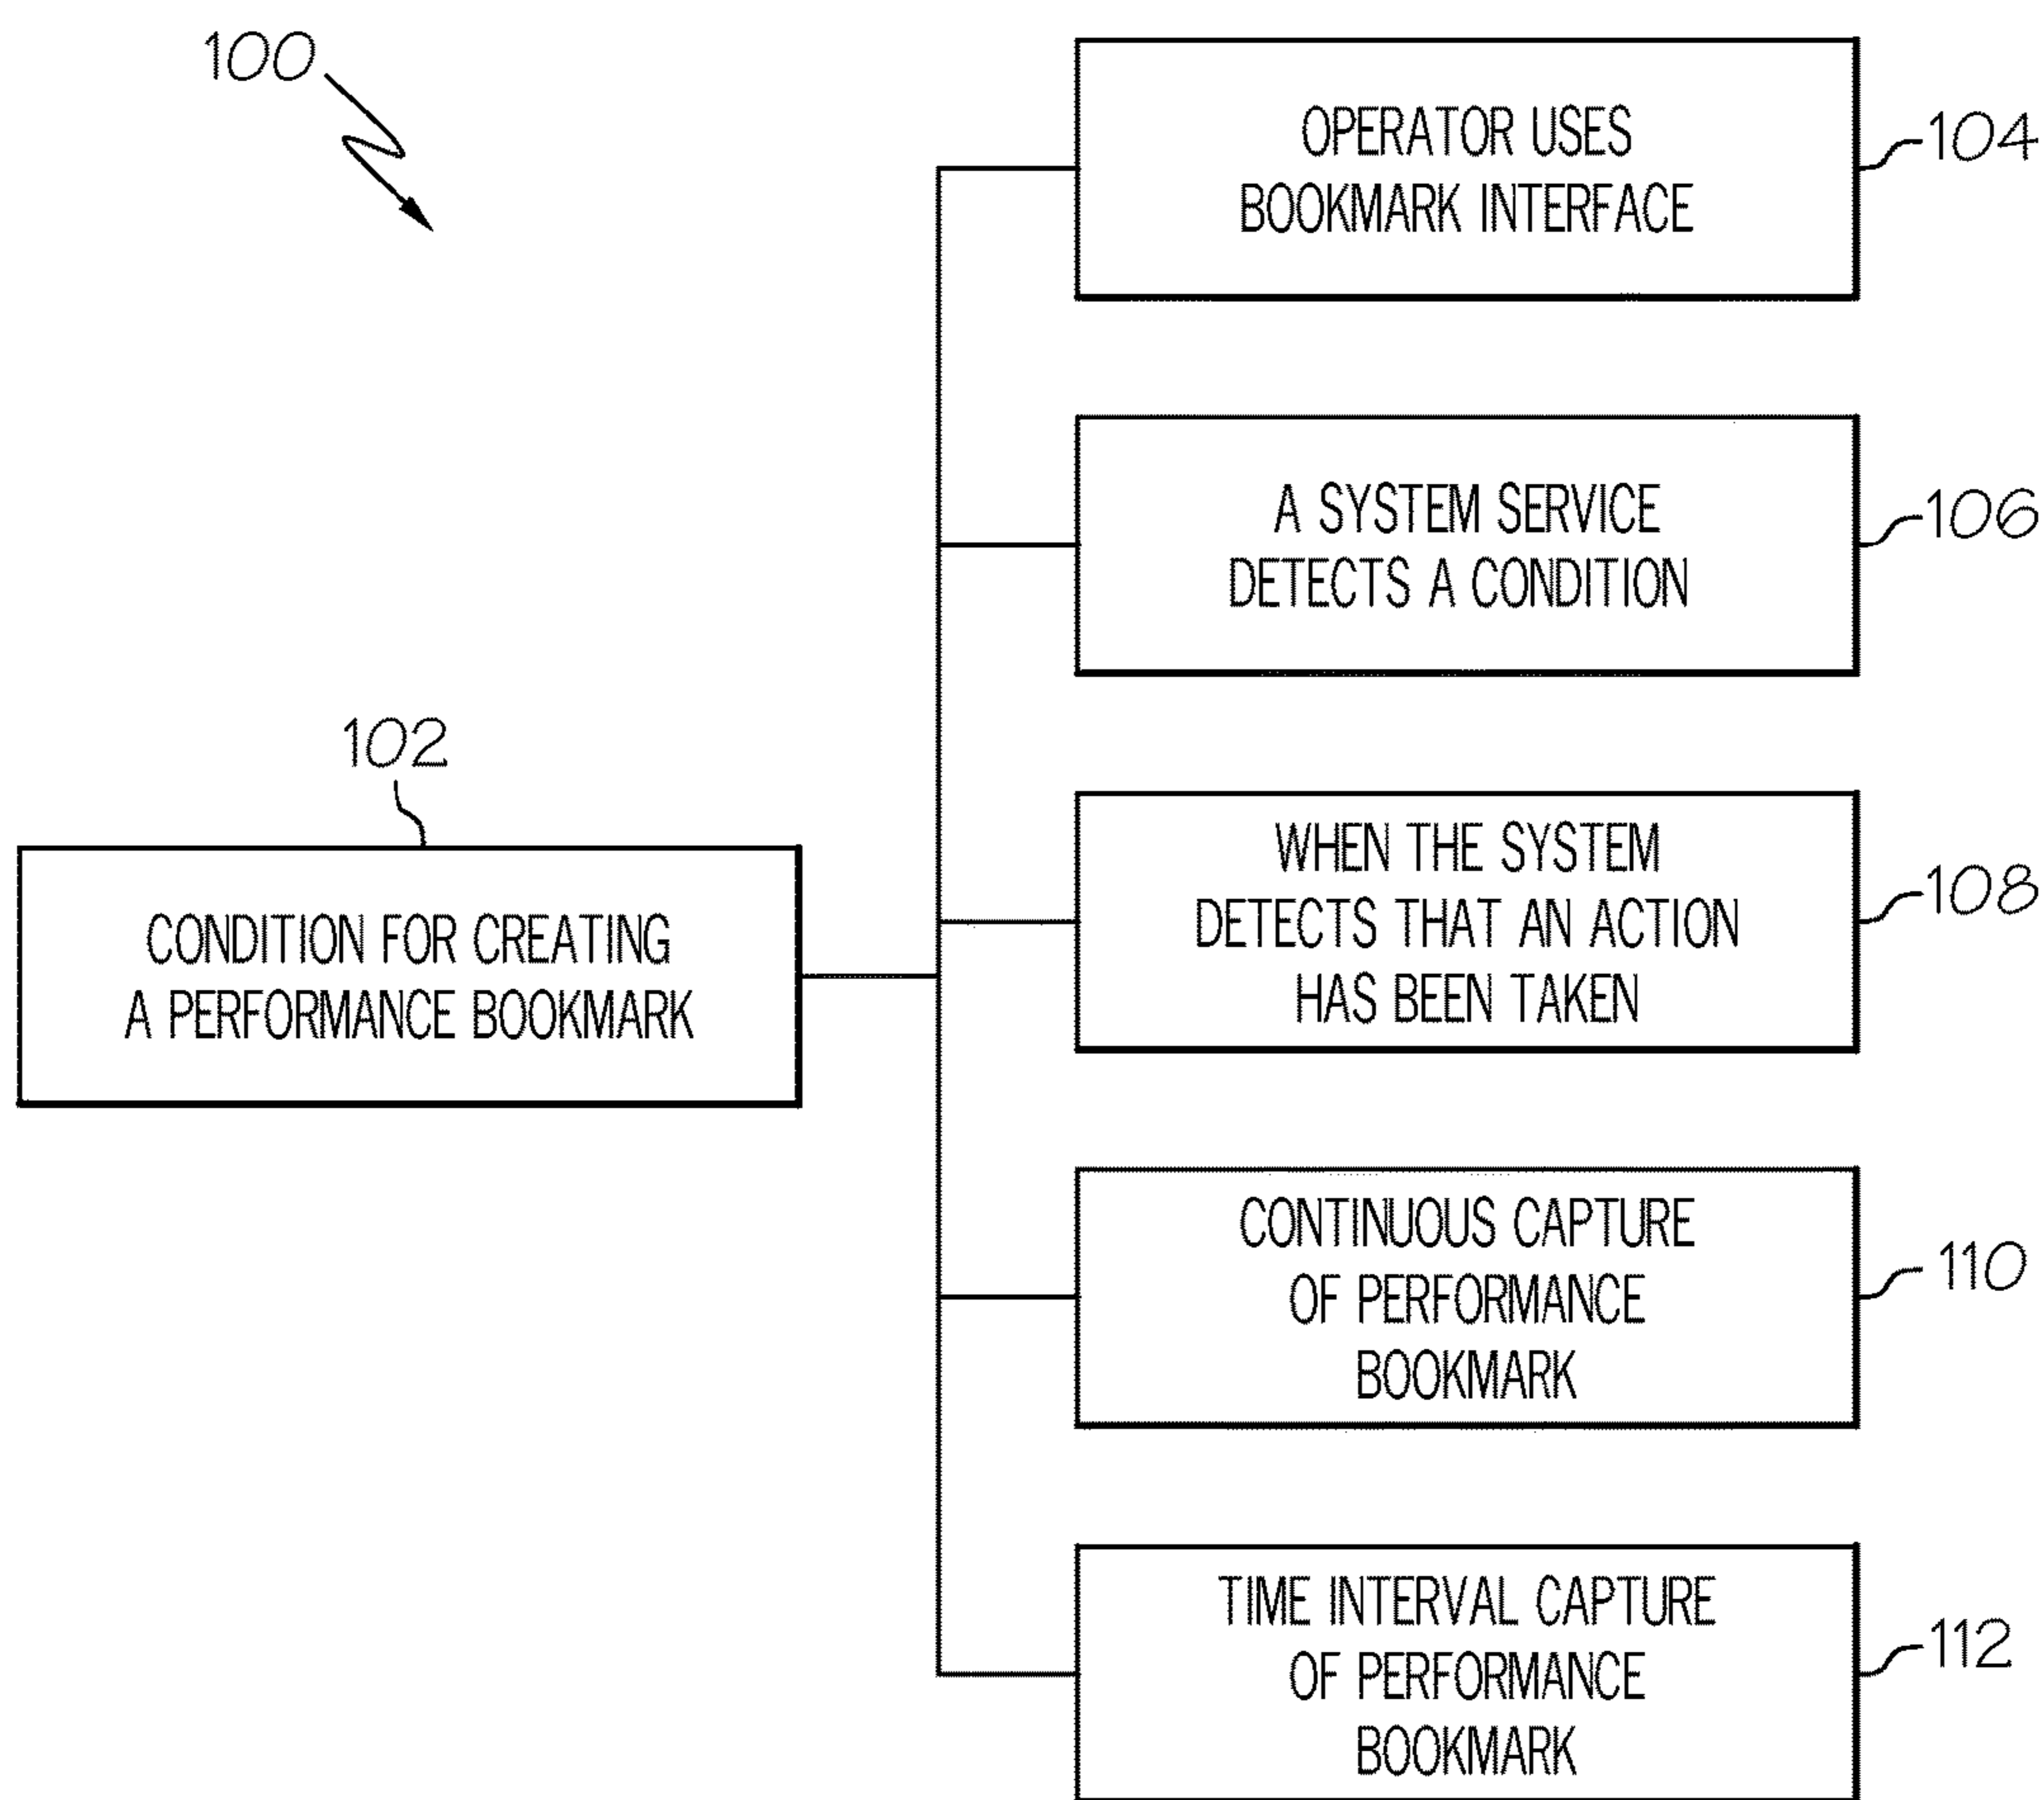 100
OPERATOR USES
BOOKMARK INTERFACE
104
A SYSTEM SERVICE
DETECTS A CONDITION
106
102
CONDITION FOR CREATING
A PERFORMANCE BOOKMARK
WHEN THE SYSTEM
DETECTS THAT AN ACTION
HAS BEEN TAKEN
108
CONTINUOUS CAPTURE
OF PERFORMANCE
BOOKMARK
110
TIME INTERVAL CAPTURE
OF PERFORMANCE
BOOKMARK
112